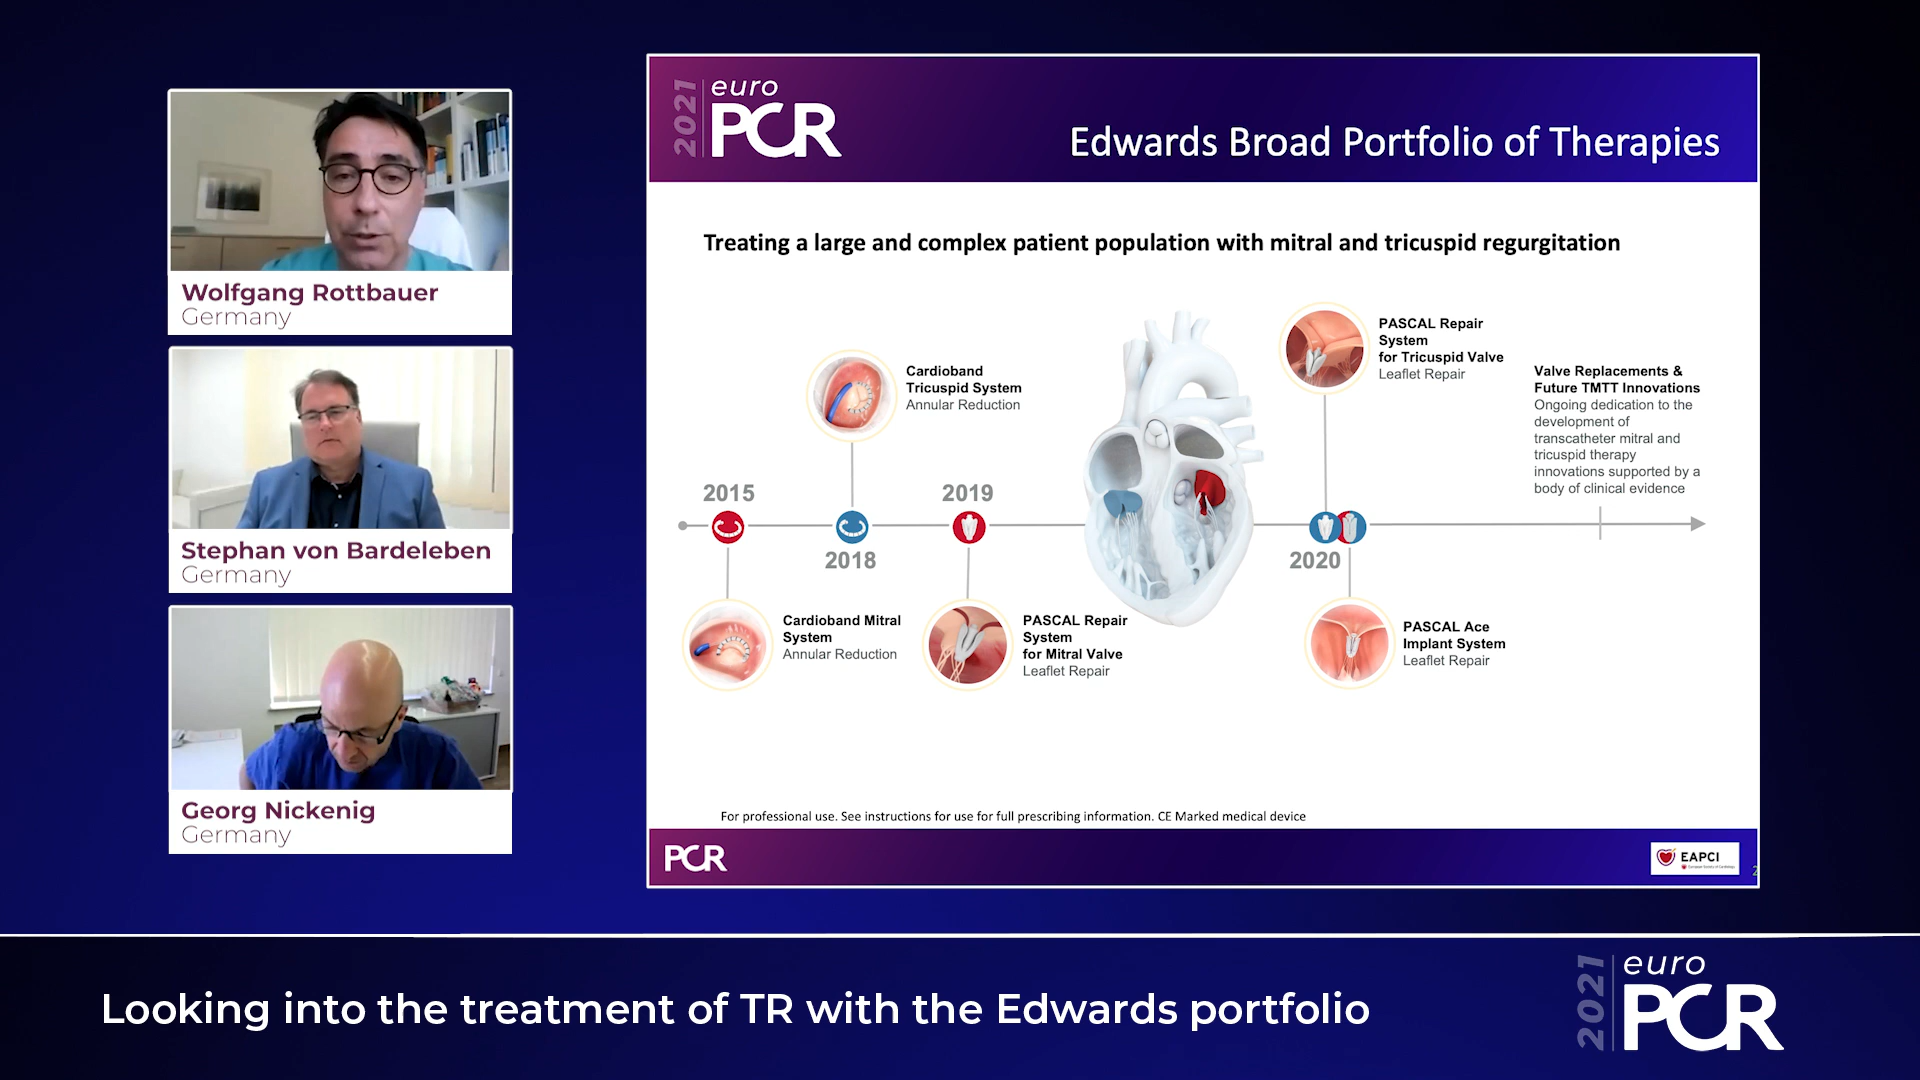 Wolfgang Rottbauer
Germany
Stephan von Bardeleben
Germany
Georg Nickenig
Germany
2021
euro
PCR
Edwards Broad Portfolio of Therapies
Treating a large and complex patient population with mitral and tricuspid regurgitation
Cardioband
Tricuspid System
Annular Reduction
PASCAL Repair
System
for Tricuspid Valve
Leaflet Repair
Valve Replacements &
Future TMTT Innovations
Ongoing dedication to the
development of
transcatheter mitral and
tricuspid therapy
innovations supported by a
body of clinical evidence
2015
2018
2019
2020
Cardioband Mitral
System
Annular Reduction
PASCAL Repair
System
for Mitral Valve
Leaflet Repair
PASCAL Ace
Implant System
Leaflet Repair
For professional use. See instructions for use for full prescribing information. CE Marked medical device
PCR
EAPCI
2
Looking into the treatment of TR with the Edwards portfolio
2021
euro
PCR